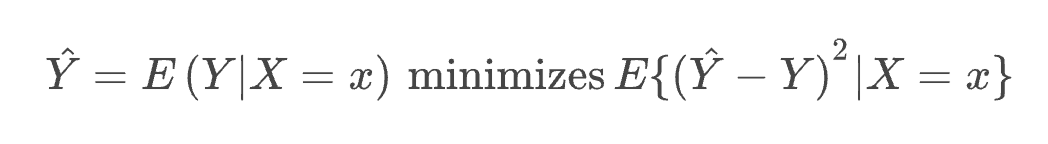 Ŷ = E (Y|X = x) minimizes E{(Ŷ − Y)²|X = x}